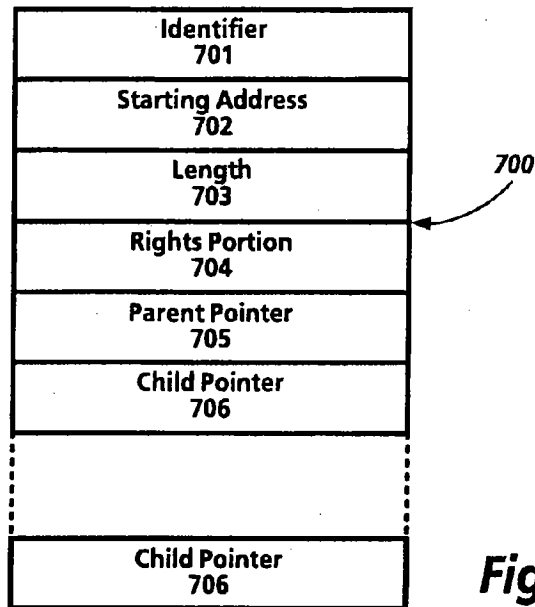 Identifier
701
Starting Address
702
Length
703
700
Rights Portion
704
Parent Pointer
705
Child Pointer
706
Child Pointer
706
Fig